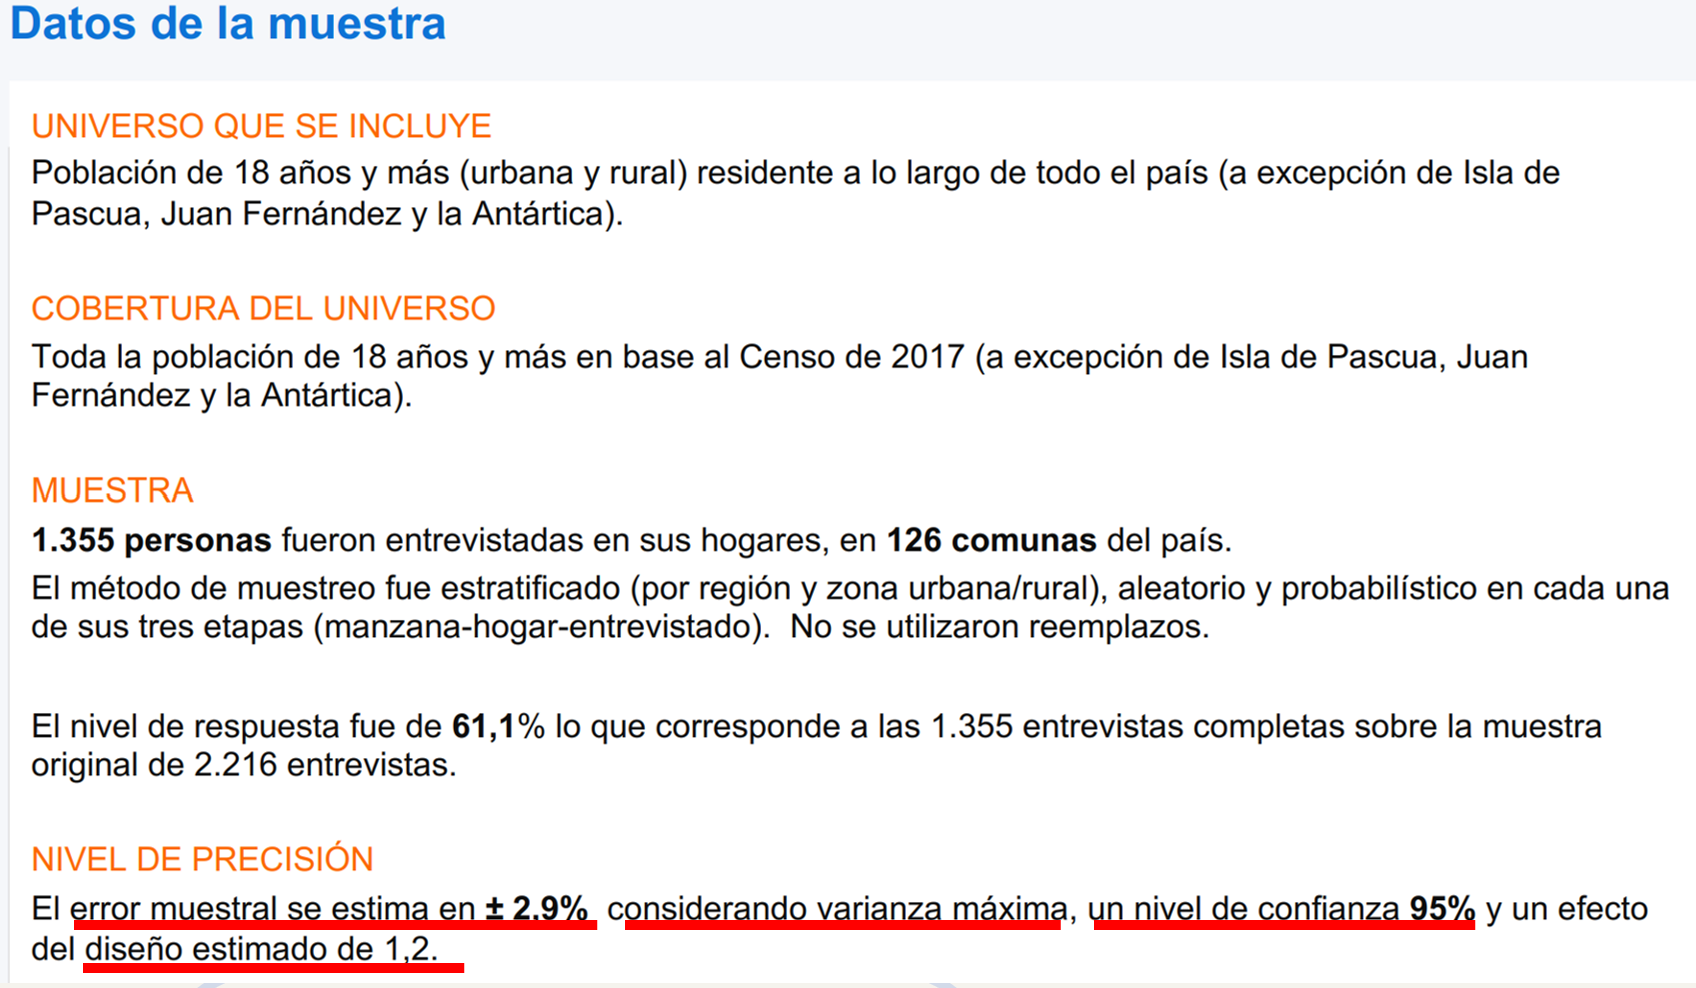 Datos de la muestra
UNIVERSO QUE SE INCLUYE
Población de 18 años y más (urbana y rural) residente a lo largo de todo el país (a excepción de Isla de
Pascua, Juan Fernández y la Antártica).
COBERTURA DEL UNIVERSO
Toda la población de 18 años y más en base al Censo de 2017 (a excepción de Isla de Pascua, Juan
Fernández y la Antártica).
MUESTRA
1.355 personas fueron entrevistadas en sus hogares, en 126 comunas del país.
El método de muestreo fue estratificado (por región y zona urbana/rural), aleatorio y probabilístico en cada una
de sus tres etapas (manzana-hogar-entrevistado). No se utilizaron reemplazos.
El nivel de respuesta fue de 61,1% lo que corresponde a las 1.355 entrevistas completas sobre la muestra
original de 2.216 entrevistas.
NIVEL DE PRECISIÓN
El error muestral se estima en ± 2,9% considerando varianza máxima, un nivel de confianza 95% y un efecto
del diseño estimado de 1,2.